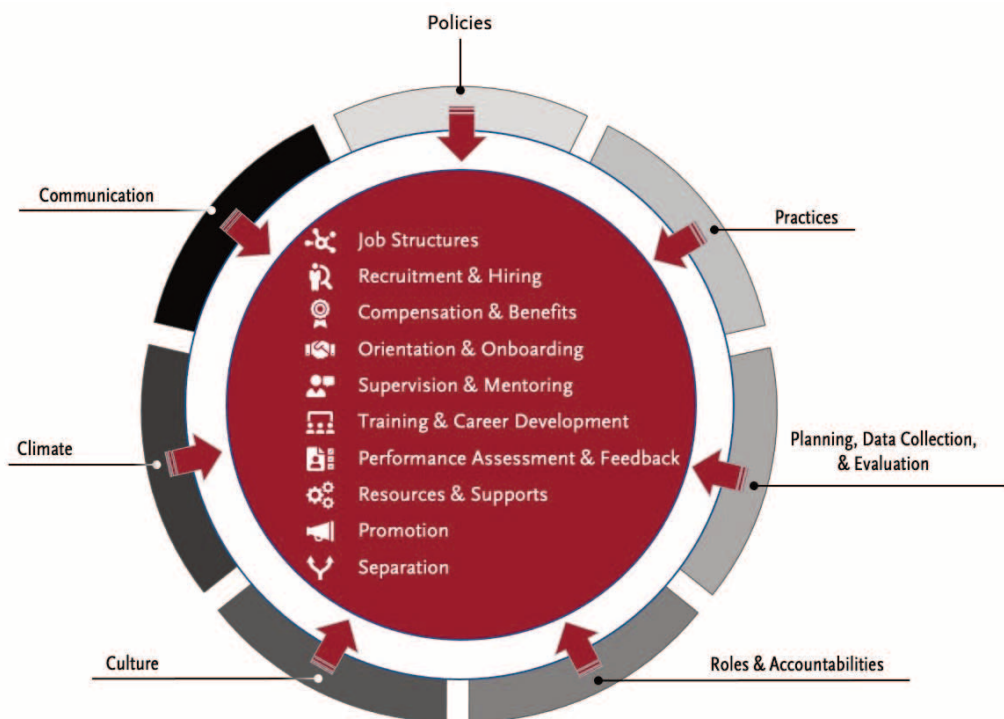 Policies
Communication
Practices
Job Structures
Recruitment & Hiring
Compensation & Benefits
Orientation & Onboarding
Supervision & Mentoring
Training & Career Development
Performance Assessment & Feedback
Resources & Supports
Promotion
Separation
Climate
Planning, Data Collection,
& Evaluation
Culture
Roles & Accountabilities